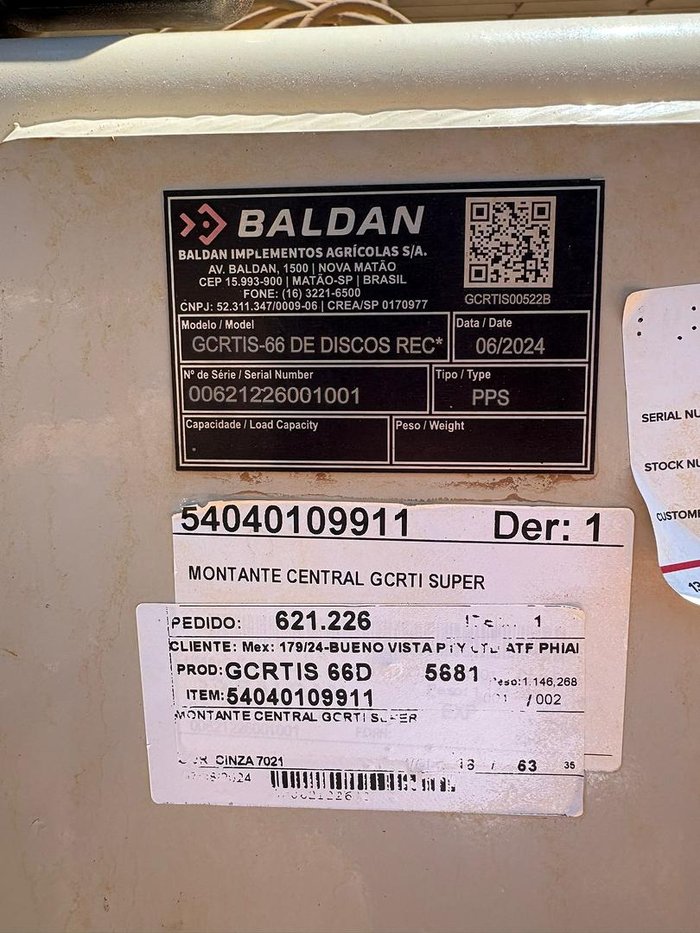 BALDAN
BALDAN IMPLEMENTOS AGRÍCOLAS S/A.
AV. BALDAN, 1500 | NOVA MATÃO
CEP 15.993-900 | MATÃO-SP | BRASIL
FONE: (16) 3221-6500
CNPJ: 52.311.347/0009-06 | CREA/SP 0170977
GCRTIS00522B
Modelo / Model
GCRTIS-66 DE DISCOS REC*
Data / Date
06/2024
Nº de Série / Serial Number
00621226001001
Tipo / Type
PPS
Capacidade / Load Capacity
.
Peso / Weight
SERIAL NU
STOCK NU
CUSTOME
54040109911 Der: 1
MONTANTE CENTRAL GCRTI SUPER
PEDIDO: 621.226 1
CLIENTE: Mex: 179/24-BUENO VISTA PTY LTD ATF PHIAI
PROD: GCRTIS 66D 5681 Peso:1.146,268
ITEM: 54040109911 001 / 002
MONTANTE CENTRAL GCRTI SUPER
CINZA 7021 16 / 63 35